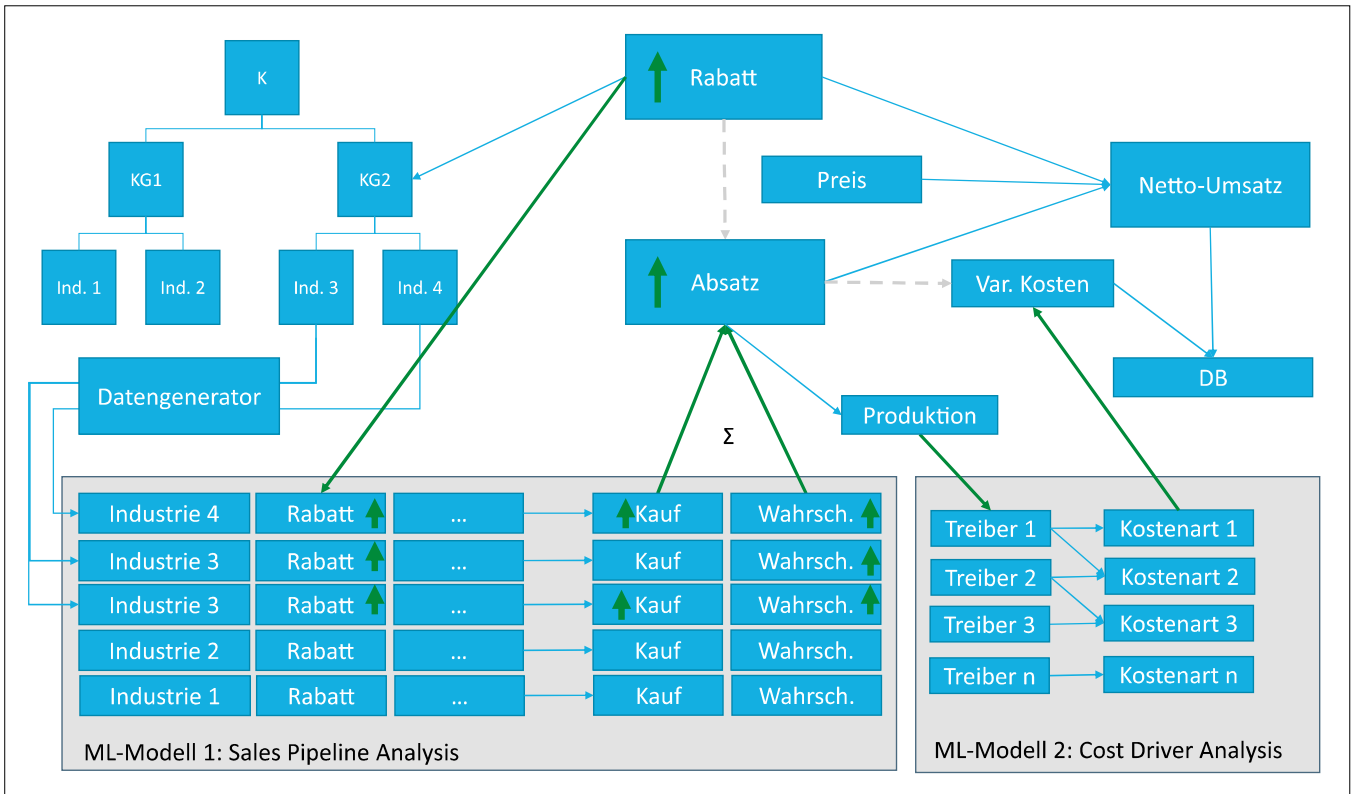 K
Rabatt
KG1
KG2
Preis
Netto-Umsatz
Ind. 1
Ind. 2
Ind. 3
Ind. 4
Absatz
Var. Kosten
Datengenerator
DB
Produktion
Σ
Industrie 4 Rabatt ... Kauf Wahrsch.
Industrie 3 Rabatt ... Kauf Wahrsch.
Industrie 3 Rabatt ... Kauf Wahrsch.
Industrie 2 Rabatt ... Kauf Wahrsch.
Industrie 1 Rabatt ... Kauf Wahrsch.
ML-Modell 1: Sales Pipeline Analysis
Treiber 1 Kostenart 1
Treiber 2 Kostenart 2
Treiber 3 Kostenart 3
Treiber n Kostenart n
ML-Modell 2: Cost Driver Analysis